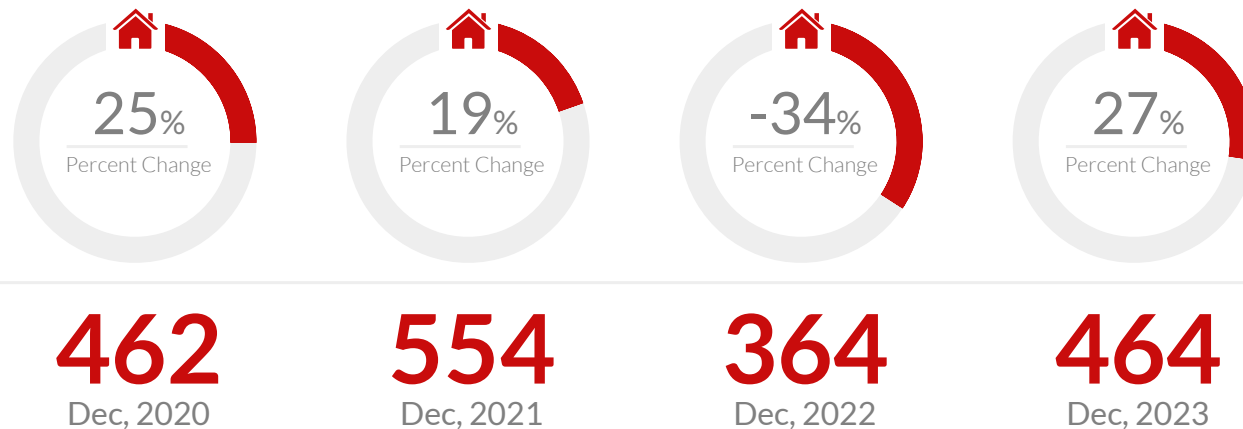 25%
Percent Change
462
Dec, 2020
19%
Percent Change
554
Dec, 2021
-34%
Percent Change
364
Dec, 2022
27%
Percent Change
464
Dec, 2023